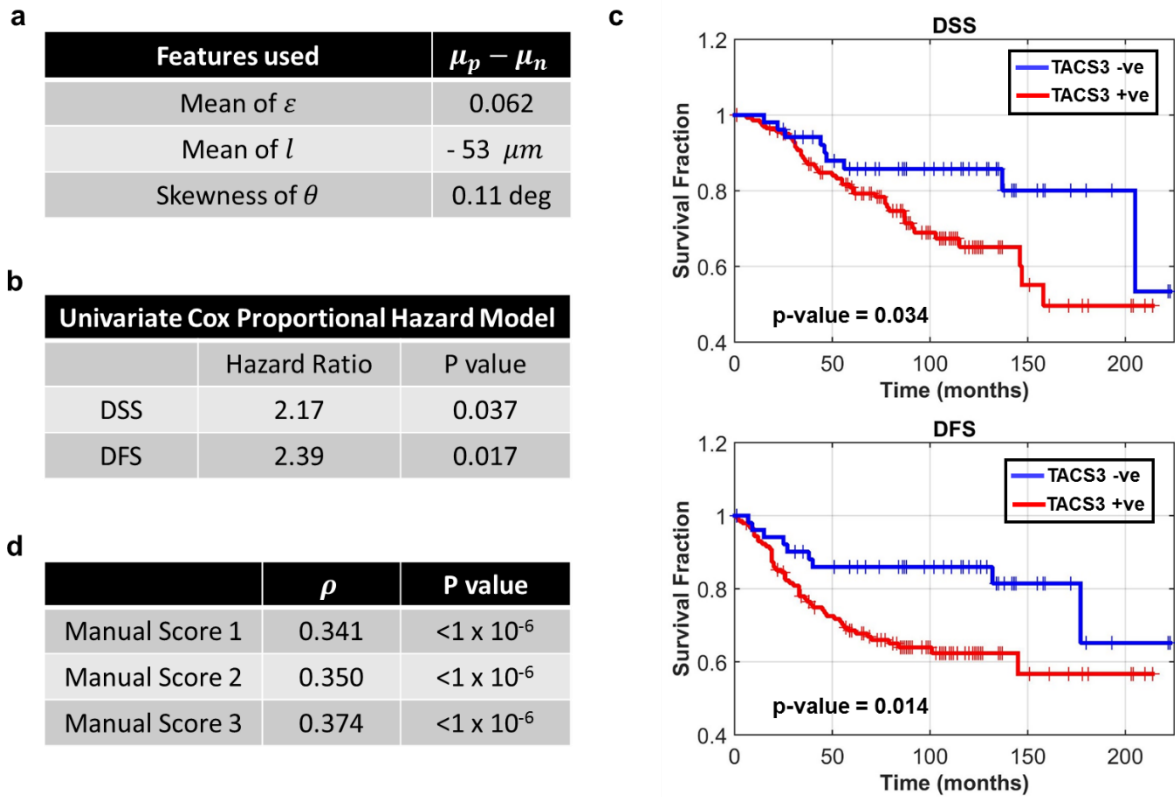 a
Features used μp − μn
Mean of ε 0.062
Mean of l - 53 μm
Skewness of θ 0.11 deg
b
Univariate Cox Proportional Hazard Model
Hazard Ratio P value
DSS 2.17 0.037
DFS 2.39 0.017
d
ρ P value
Manual Score 1 0.341 <1 x 10-6
Manual Score 2 0.350 <1 x 10-6
Manual Score 3 0.374 <1 x 10-6
c
DSS
1.2
1
0.8
0.6
0.4
Survival Fraction
TACS3 -ve
TACS3 +ve
p-value = 0.034
0 50 100 150 200
Time (months)
DFS
1.2
1
0.8
0.6
0.4
Survival Fraction
TACS3 -ve
TACS3 +ve
p-value = 0.014
0 50 100 150 200
Time (months)